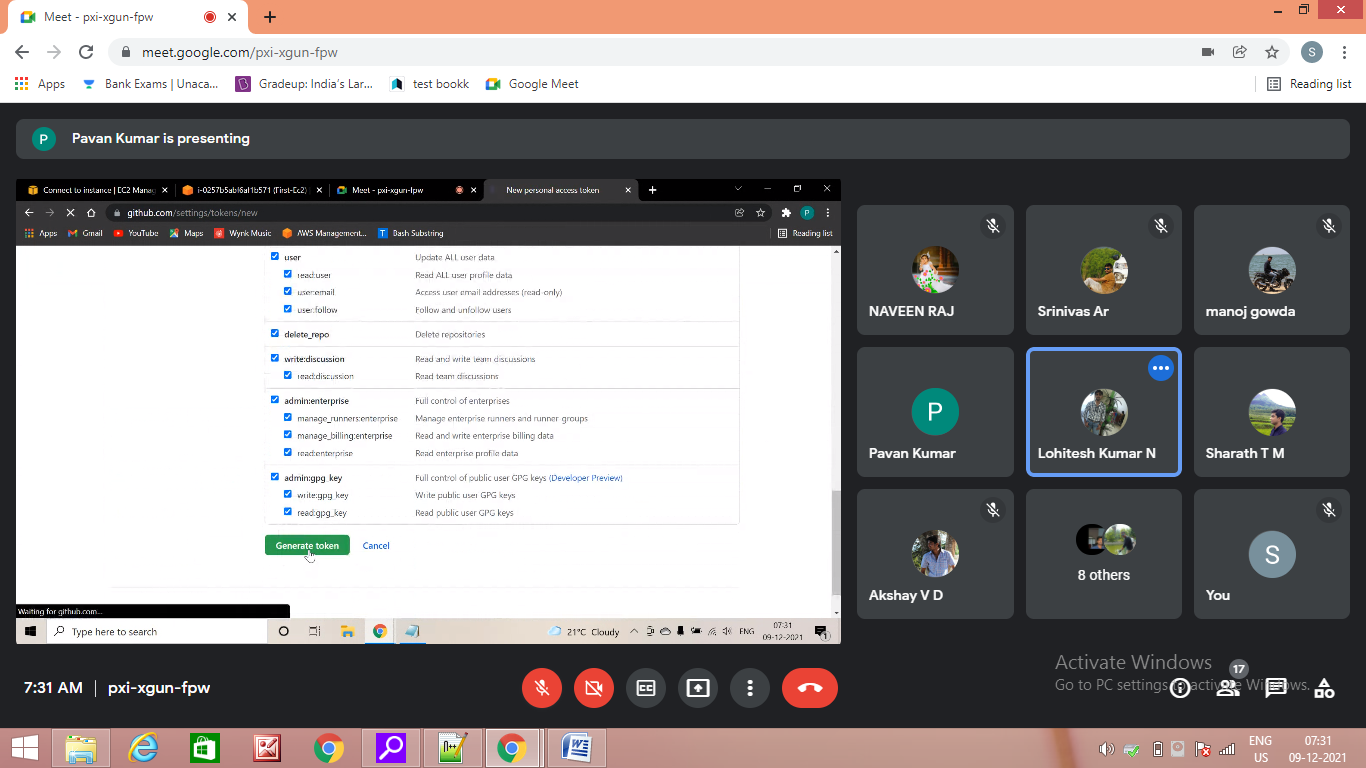 Meet - pxi-xgun-fpw
meet.google.com/pxi-xgun-fpw
S
Apps
Bank Exams | Unaca...
Gradeup: India's Lar...
test bookk
Google Meet
Reading list
P
Pavan Kumar is presenting
Connect to instance | EC2 Manag
i-0257b5abf6af1b571 (First-Ec2)
Meet - pxi-xgun-fpw
New personal access token
github.com/settings/tokens/new
P
Apps
Gmail
YouTube
Maps
Wynk Music
AWS Management...
Bash Substring
Reading list
user Update ALL user data
read:user Read ALL user profile data
user:email Access user email addresses (read-only)
user:follow Follow and unfollow users
delete_repo Delete repositories
write:discussion Read and write team discussions
read:discussion Read team discussions
admin:enterprise Full control of enterprises
manage_runners:enterprise Manage enterprise runners and runner groups
manage_billing:enterprise Read and write enterprise billing data
read:enterprise Read enterprise profile data
admin:gpg_key Full control of public user GPG keys (Developer Preview)
write:gpg_key Write public user GPG keys
read:gpg_key Read public user GPG keys
Generate token Cancel
Waiting for github.com...
Type here to search
21°C Cloudy
ENG
07:31
09-12-2021
1
NAVEEN RAJ
Srinivas Ar
manoj gowda
P
Pavan Kumar
Lohitesh Kumar N
Sharath T M
Akshay V D
8 others
S
You
7:31 AM | pxi-xgun-fpw
Activate Windows
Go to PC settings to activate Windows.
17
n++
ENG
US
07:31
09-12-2021